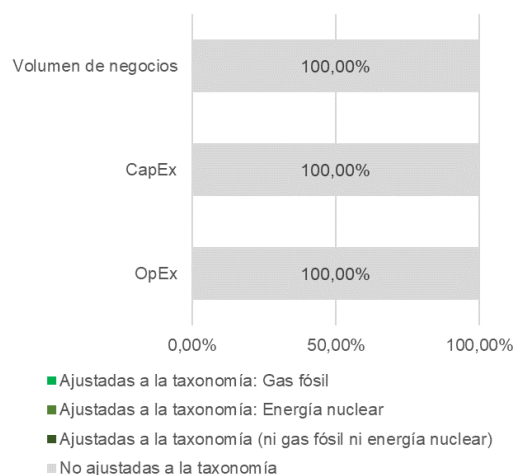 Volumen de negocios
100,00%
CapEx
100,00%
OpEx
100,00%
0,00% 50,00% 100,00%
Ajustadas a la taxonomía: Gas fósil
Ajustadas a la taxonomía: Energía nuclear
Ajustadas a la taxonomía (ni gas fósil ni energía nuclear)
No ajustadas a la taxonomía